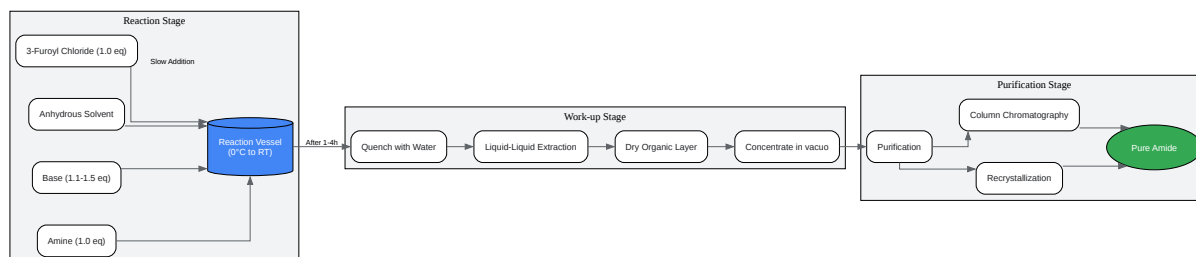 Reaction Stage
3-Furoyl Chloride (1.0 eq)
Slow Addition
Anhydrous Solvent
Reaction Vessel
(0°C to RT)
Base (1.1-1.5 eq)
Amine (1.0 eq)
After 1-4h
Work-up Stage
Quench with Water
Liquid-Liquid Extraction
Dry Organic Layer
Concentrate in vacuo
Purification Stage
Purification
Column Chromatography
Recrystallization
Pure Amide